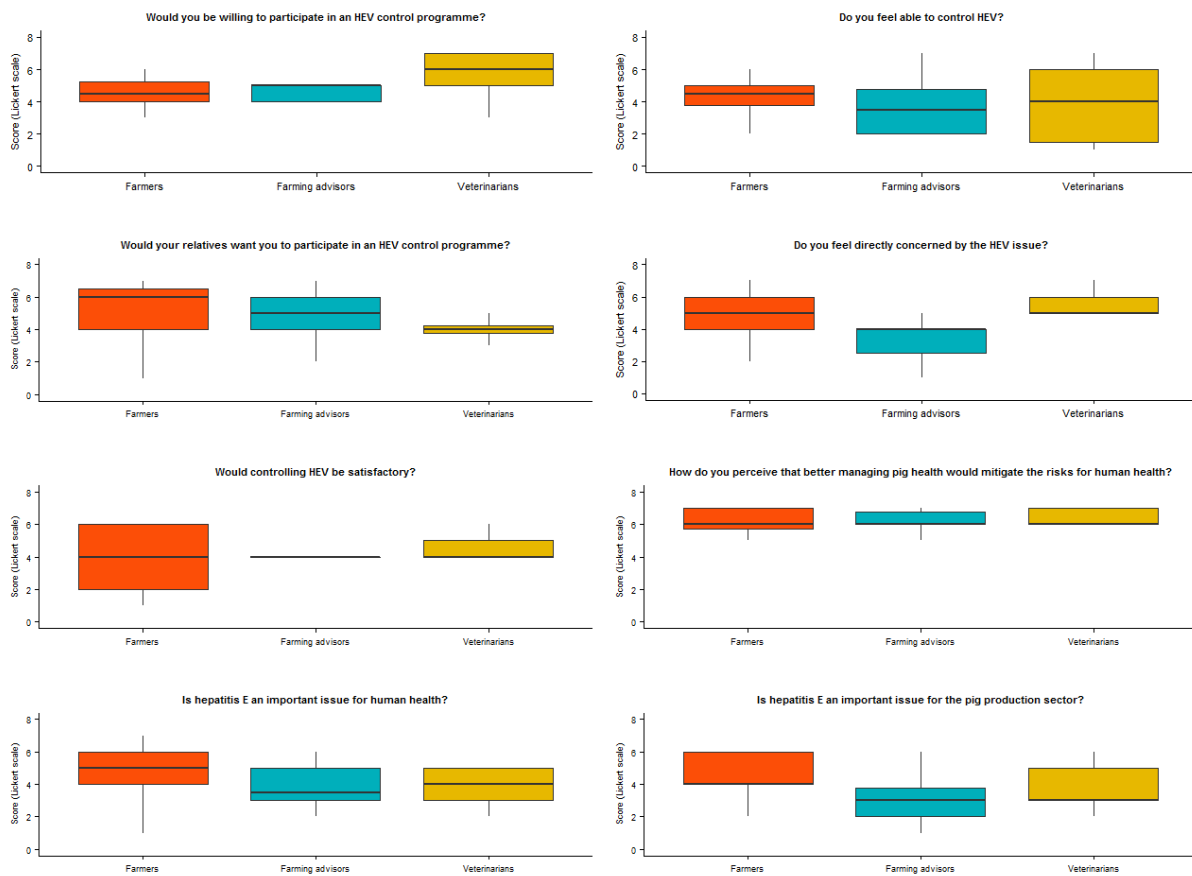 Would you be willing to participate in an HEV control programme?
Score (Lickert scale)
8
6
4
2
0
Farmers Farming advisors Veterinarians
Do you feel able to control HEV?
Score (Lickert scale)
8
6
4
2
0
Farmers Farming advisors Veterinarians
Would your relatives want you to participate in an HEV control programme?
Score (Lickert scale)
8
6
4
2
0
Farmers Farming advisors Veterinarians
Do you feel directly concerned by the HEV issue?
Score (Lickert scale)
8
6
4
2
0
Farmers Farming advisors Veterinarians
Would controlling HEV be satisfactory?
Score (Lickert scale)
8
6
4
2
0
Farmers Farming advisors Veterinarians
How do you perceive that better managing pig health would mitigate the risks for human health?
Score (Lickert scale)
8
6
4
2
0
Farmers Farming advisors Veterinarians
Is hepatitis E an important issue for human health?
Score (Lickert scale)
8
6
4
2
0
Farmers Farming advisors Veterinarians
Is hepatitis E an important issue for the pig production sector?
Score (Lickert scale)
8
6
4
2
0
Farmers Farming advisors Veterinarians